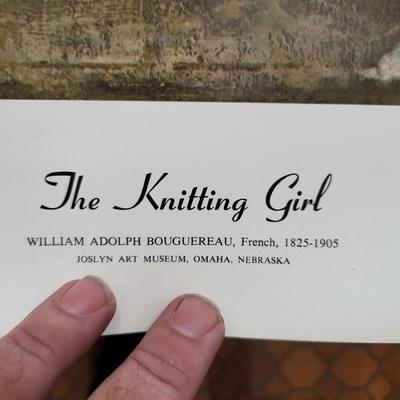 The Knitting Girl
WILLIAM ADOLPH BOUGUEREAU, French, 1825-1905
JOSLYN ART MUSEUM, OMAHA, NEBRASKA